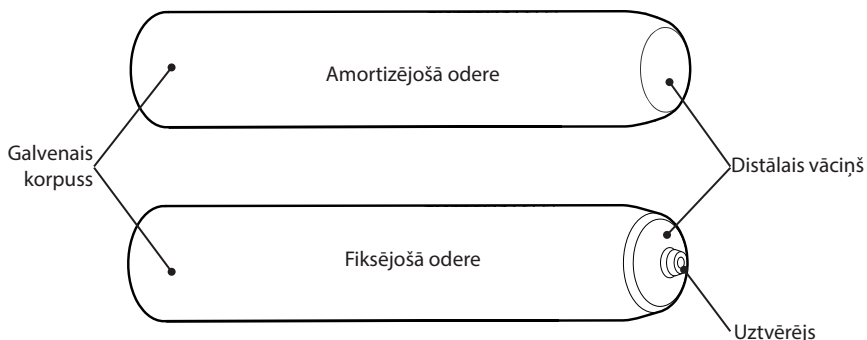 Amortizējošā odere
Galvenais
korpuss
Distālais vāciņš
Fiksējošā odere
Uztvērējs